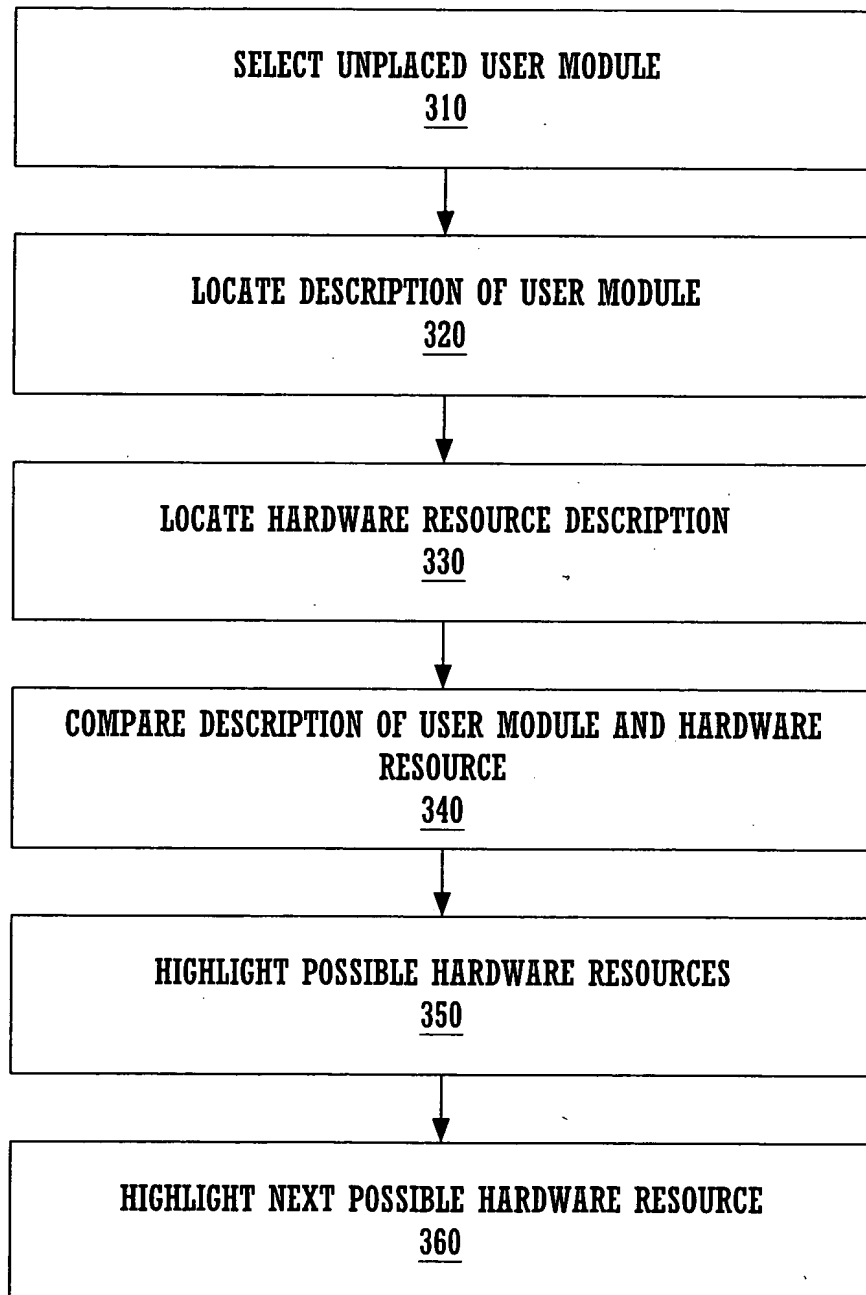 SELECT UNPLACED USER MODULE
310
LOCATE DESCRIPTION OF USER MODULE
320
LOCATE HARDWARE RESOURCE DESCRIPTION
330
COMPARE DESCRIPTION OF USER MODULE AND HARDWARE
RESOURCE
340
HIGHLIGHT POSSIBLE HARDWARE RESOURCES
350
HIGHLIGHT NEXT POSSIBLE HARDWARE RESOURCE
360